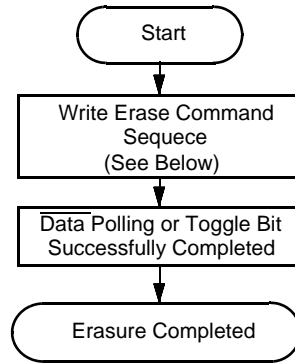 Start
Write Erase Command
Sequece
(See Below)
Data Polling or Toggle Bit
Successfully Completed
Erasure Completed